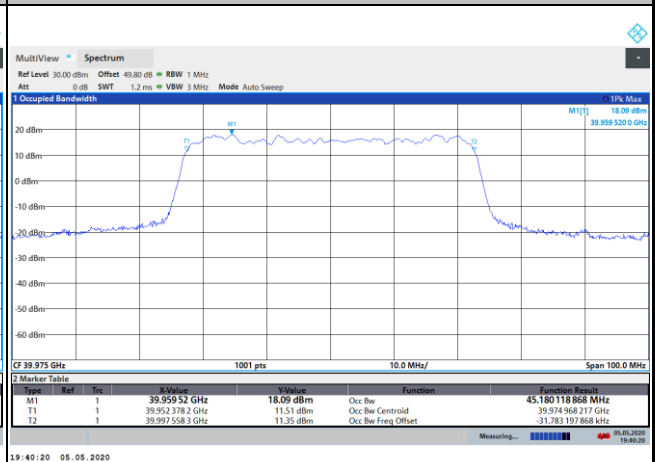 MultiView Spectrum
Ref Level 30.00 dBm Offset 49.80 dB RBW 1 MHz
Att 0 dB SWT 1.2 ms VBW 3 MHz Mode Auto Sweep
1 Occupied Bandwidth 1Pk Max
M1[1] 18.09 dBm
39.959 520 0 GHz
M1
20 dBm
T1 T2
10 dBm
0 dBm
-10 dBm
-20 dBm
-30 dBm
-40 dBm
-50 dBm
-60 dBm
CF 39.975 GHz 1001 pts 10.0 MHz/ Span 100.0 MHz
2 Marker Table
Type Ref Trc X-Value Y-Value Function Function Result
M1 1 39.959 52 GHz 18.09 dBm Occ Bw 45.180 118 868 MHz
T1 1 39.952 378 2 GHz 11.51 dBm Occ Bw Centroid 39.974 968 217 GHz
T2 1 39.997 558 3 GHz 11.35 dBm Occ Bw Freq Offset -31.783 197 868 kHz
Measuring... 05.05.2020
19:40:20
19:40:20 05.05.2020